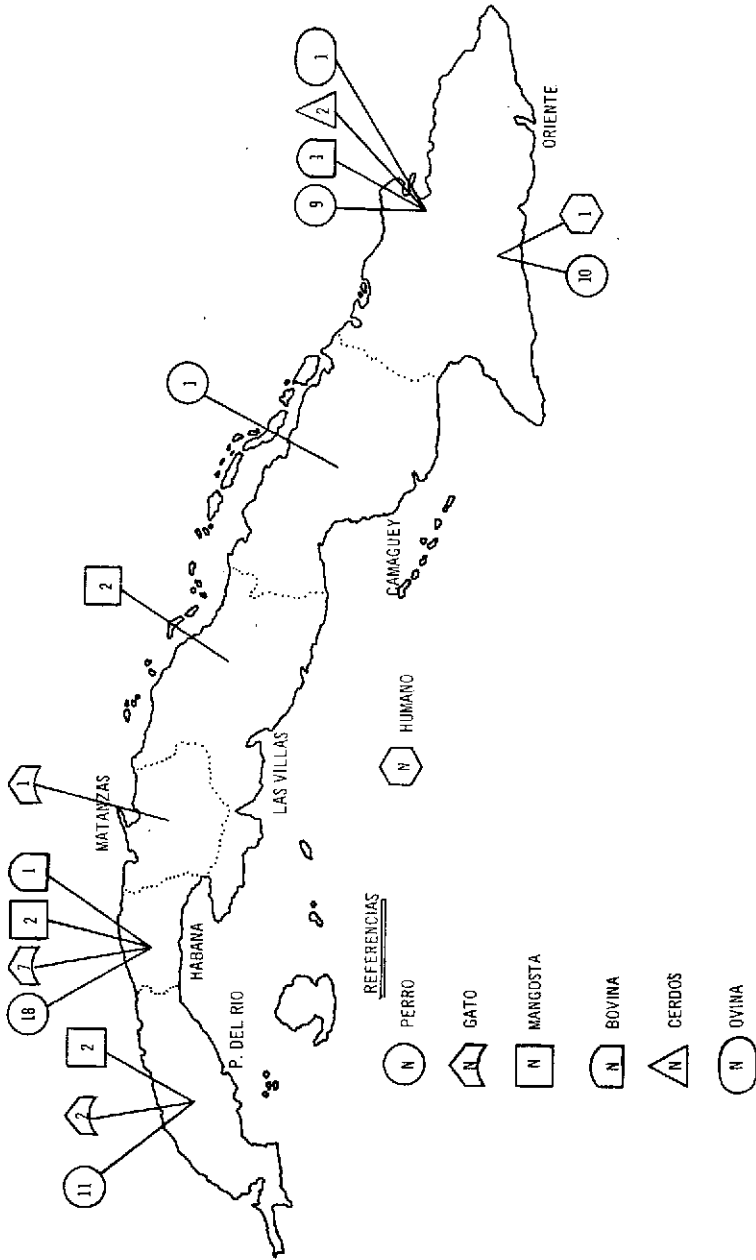 11
2
2
P. DEL RIO
18
7
2
1
HABANA
MATANZAS
1
2
LAS VILLAS
1
CAMAGUEY
9
3
2
1
10
1
ORIENTE
REFERENCIAS
N PERRO
N GATO
N MANGOSTA
N BOVINA
N CERDOS
N OVINA
N HUMANO